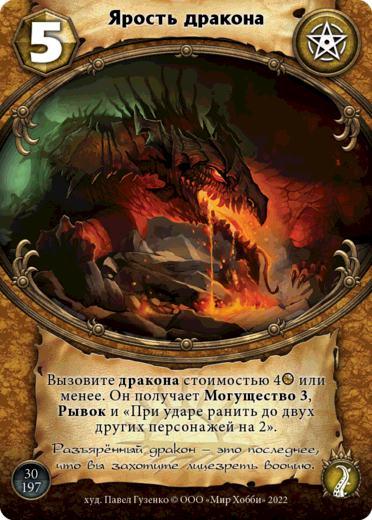 Ярость дракона
5
Вызовите дракона стоимостью 4 или
менее. Он получает Могущество 3,
Рывок и «При ударе ранить до двух
других персонажей на 2».
Разъярённый дракон – это последнее,
что вы захотите лицезреть воочию.
30
197
худ. Павел Гузенко © ООО «Мир Хобби» 2022